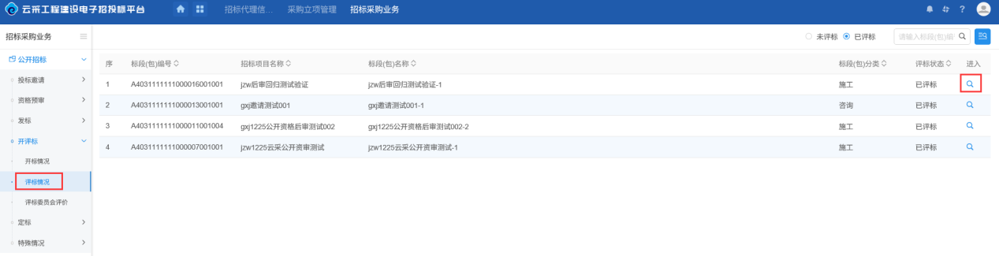 云采工程建设电子招投标平台 招标代理信... 采购立项管理 招标采购业务 ?
招标采购业务 未评标 已评标 请输入标段(包)编
公开招标
序 标段(包)编号 招标项目名称 标段(包)名称 标段(包)分类 评标状态 进入
投标邀请
1 A4031111111000016001001 jzw后审回归测试验证 jzw后审回归测试验证-1 施工 已评标
资格预审
2 A4031111111000013001001 gxj邀请测试001 gxj邀请测试001-1 咨询 已评标
发标
3 A4031111111000011001004 gxj1225公开资格后审测试002 gxj1225公开资格后审测试002-2 施工 已评标
开评标
4 A4031111111000007001001 jzw1225云采公开资审测试 jzw1225云采公开资审测试-1 施工 已评标
开标情况
评标情况
评标委员会评价
定标
特殊情况